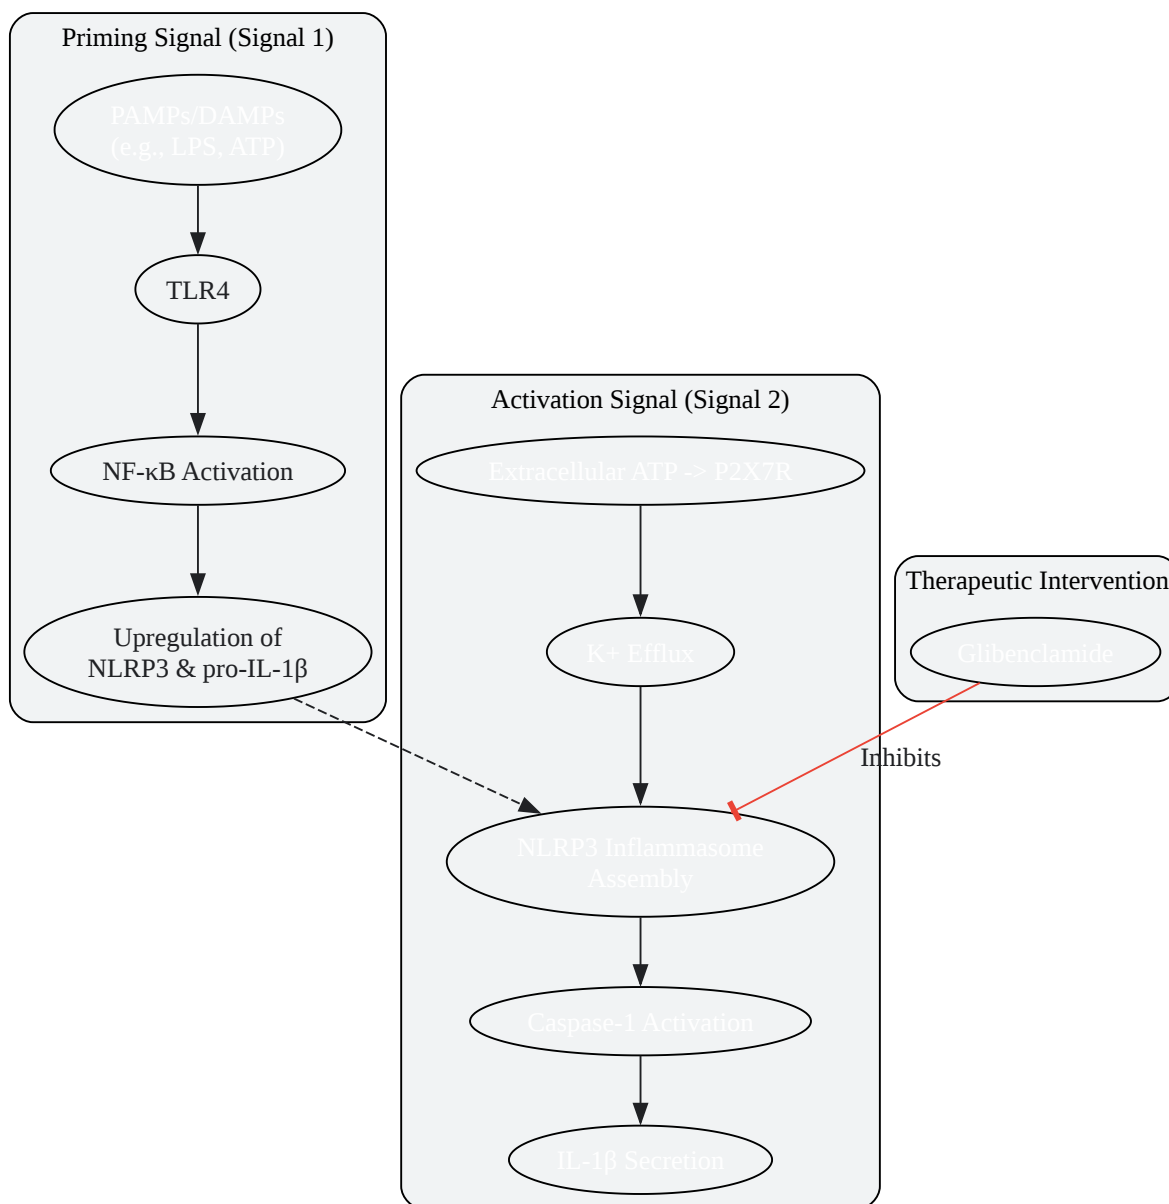 Priming Signal (Signal 1)
PAMPs/DAMPs
(e.g., LPS, ATP)
TLR4
NF-κB Activation
Upregulation of
NLRP3 & pro-IL-1β
Activation Signal (Signal 2)
Extracellular ATP -> P2X7R
K+ Efflux
NLRP3 Inflammasome
Assembly
Caspase-1 Activation
IL-1β Secretion
Therapeutic Intervention
Glibenclamide
Inhibits